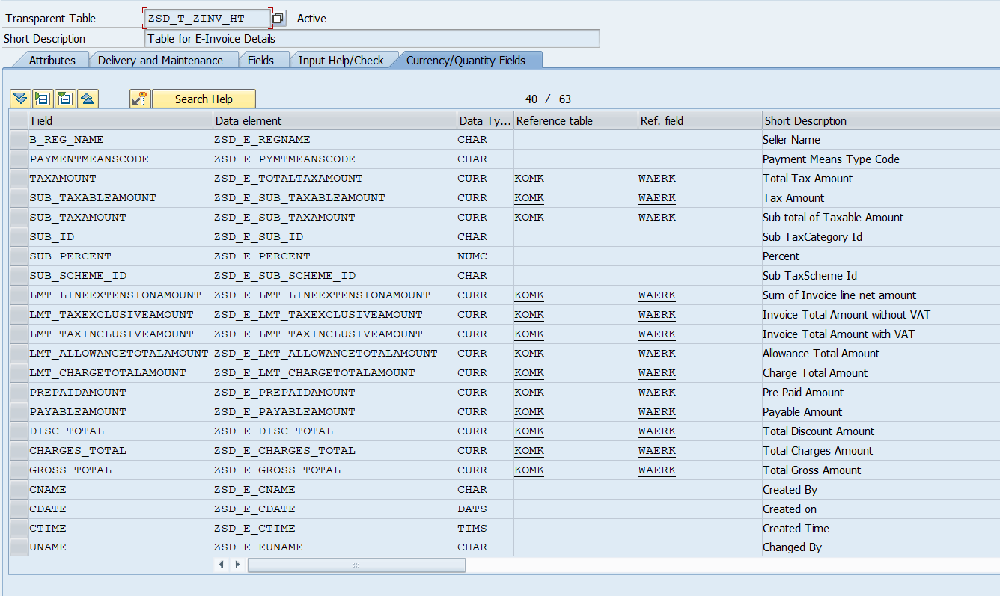 Transparent Table ZSD_T_ZINV_HT Active
Short Description Table for E-Invoice Details
Attributes Delivery and Maintenance Fields Input Help/Check Currency/Quantity Fields
Search Help 40 / 63
Field Data element Data Ty... Reference table Ref. field Short Description
B_REG_NAME ZSD_E_REGNAME CHAR Seller Name
PAYMENTMEANSCODE ZSD_E_PYMTMEANSCODE CHAR Payment Means Type Code
TAXAMOUNT ZSD_E_TOTALTAXAMOUNT CURR KOMK WAERK Total Tax Amount
SUB_TAXABLEAMOUNT ZSD_E_SUB_TAXABLEAMOUNT CURR KOMK WAERK Tax Amount
SUB_TAXAMOUNT ZSD_E_SUB_TAXAMOUNT CURR KOMK WAERK Sub total of Taxable Amount
SUB_ID ZSD_E_SUB_ID CHAR Sub TaxCategory Id
SUB_PERCENT ZSD_E_PERCENT NUMC Percent
SUB_SCHEME_ID ZSD_E_SUB_SCHEME_ID CHAR Sub TaxScheme Id
LMT_LINEEXTENSIONAMOUNT ZSD_E_LMT_LINEEXTENSIONAMOUNT CURR KOMK WAERK Sum of Invoice line net amount
LMT_TAXEXCLUSIVEAMOUNT ZSD_E_LMT_TAXEXCLUSIVEAMOUNT CURR KOMK WAERK Invoice Total Amount without VAT
LMT_TAXINCLUSIVEAMOUNT ZSD_E_LMT_TAXINCLUSIVEAMOUNT CURR KOMK WAERK Invoice Total Amount with VAT
LMT_ALLOWANCETOTALAMOUNT ZSD_E_LMT_ALLOWANCETOTALAMOUNT CURR KOMK WAERK Allowance Total Amount
LMT_CHARGETOTALAMOUNT ZSD_E_LMT_CHARGETOTALAMOUNT CURR KOMK WAERK Charge Total Amount
PREPAIDAMOUNT ZSD_E_PREPAIDAMOUNT CURR KOMK WAERK Pre Paid Amount
PAYABLEAMOUNT ZSD_E_PAYABLEAMOUNT CURR KOMK WAERK Payable Amount
DISC_TOTAL ZSD_E_DISC_TOTAL CURR KOMK WAERK Total Discount Amount
CHARGES_TOTAL ZSD_E_CHARGES_TOTAL CURR KOMK WAERK Total Charges Amount
GROSS_TOTAL ZSD_E_GROSS_TOTAL CURR KOMK WAERK Total Gross Amount
CNAME ZSD_E_CNAME CHAR Created By
CDATE ZSD_E_CDATE DATS Created on
CTIME ZSD_E_CTIME TIMS Created Time
UNAME ZSD_E_EUNAME CHAR Changed By